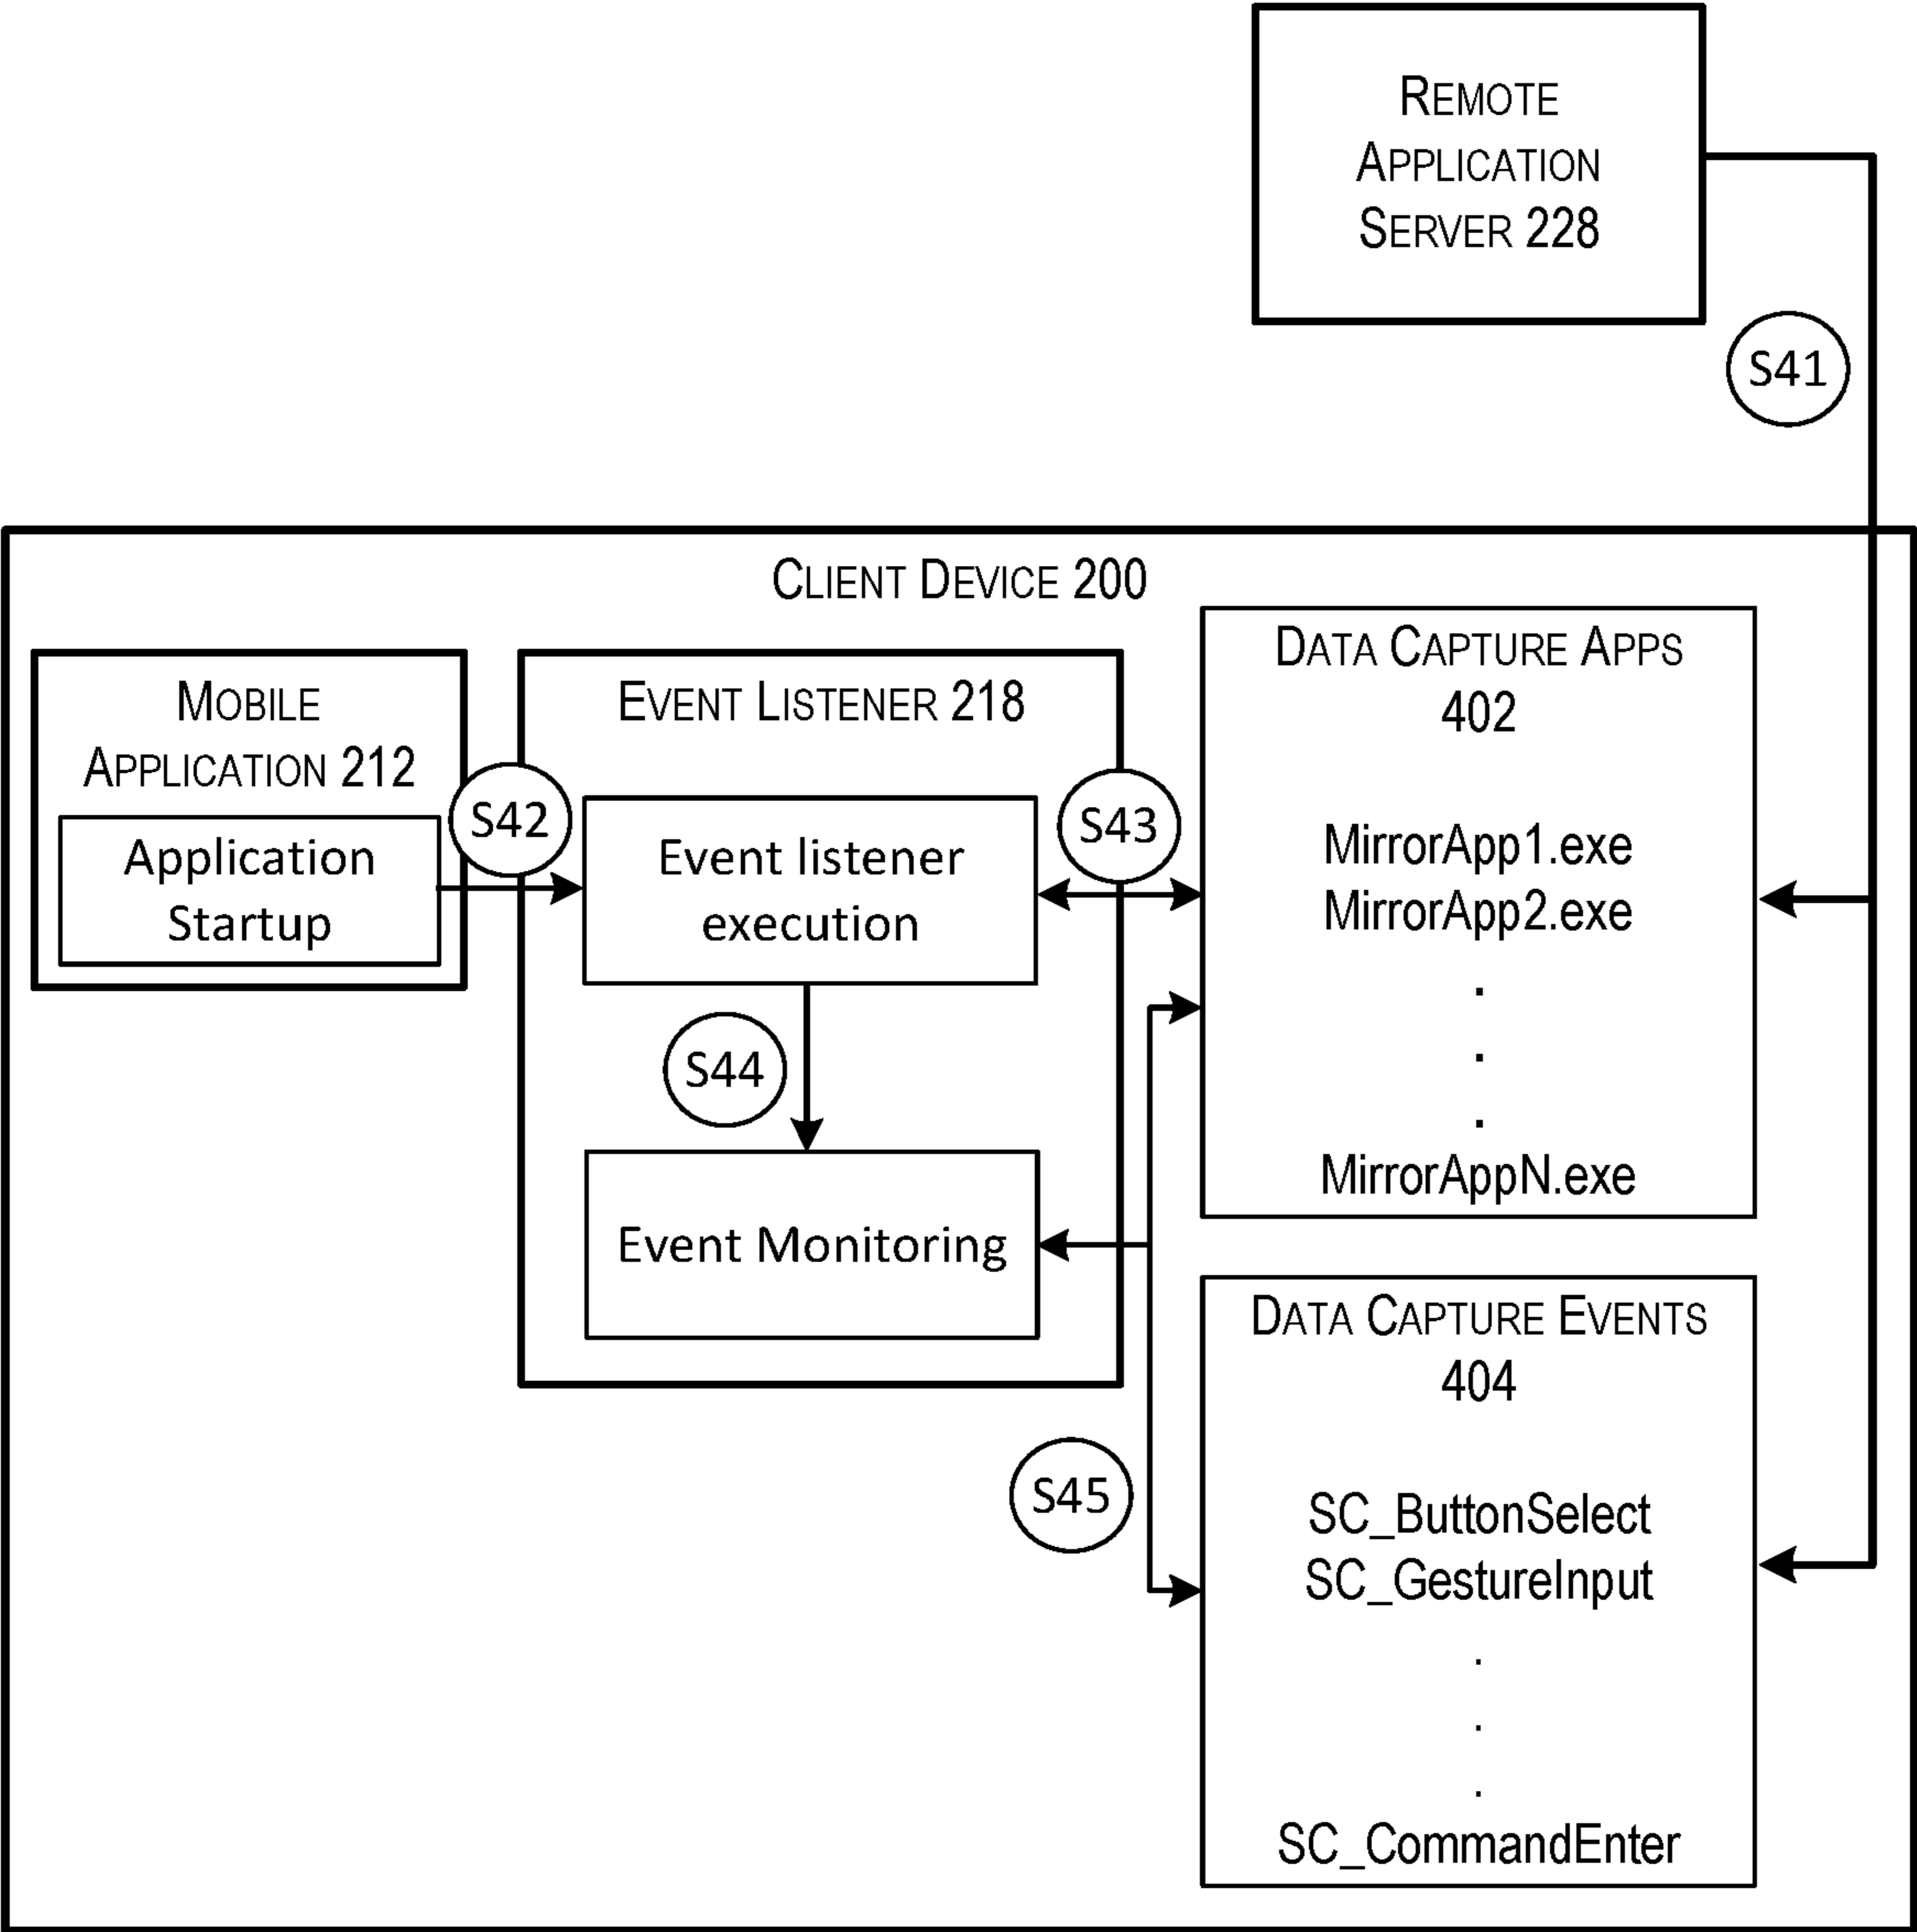 REMOTE
APPLICATION
SERVER 228
S41
CLIENT DEVICE 200
MOBILE
APPLICATION 212
Application
Startup
S42
EVENT LISTENER 218
Event listener
execution
S43
S44
Event Monitoring
S45
DATA CAPTURE APPS
402
MirrorApp1.exe
MirrorApp2.exe
.
.
.
MirrorAppN.exe
DATA CAPTURE EVENTS
404
SC_ButtonSelect
SC_GestureInput
.
.
.
SC_CommandEnter